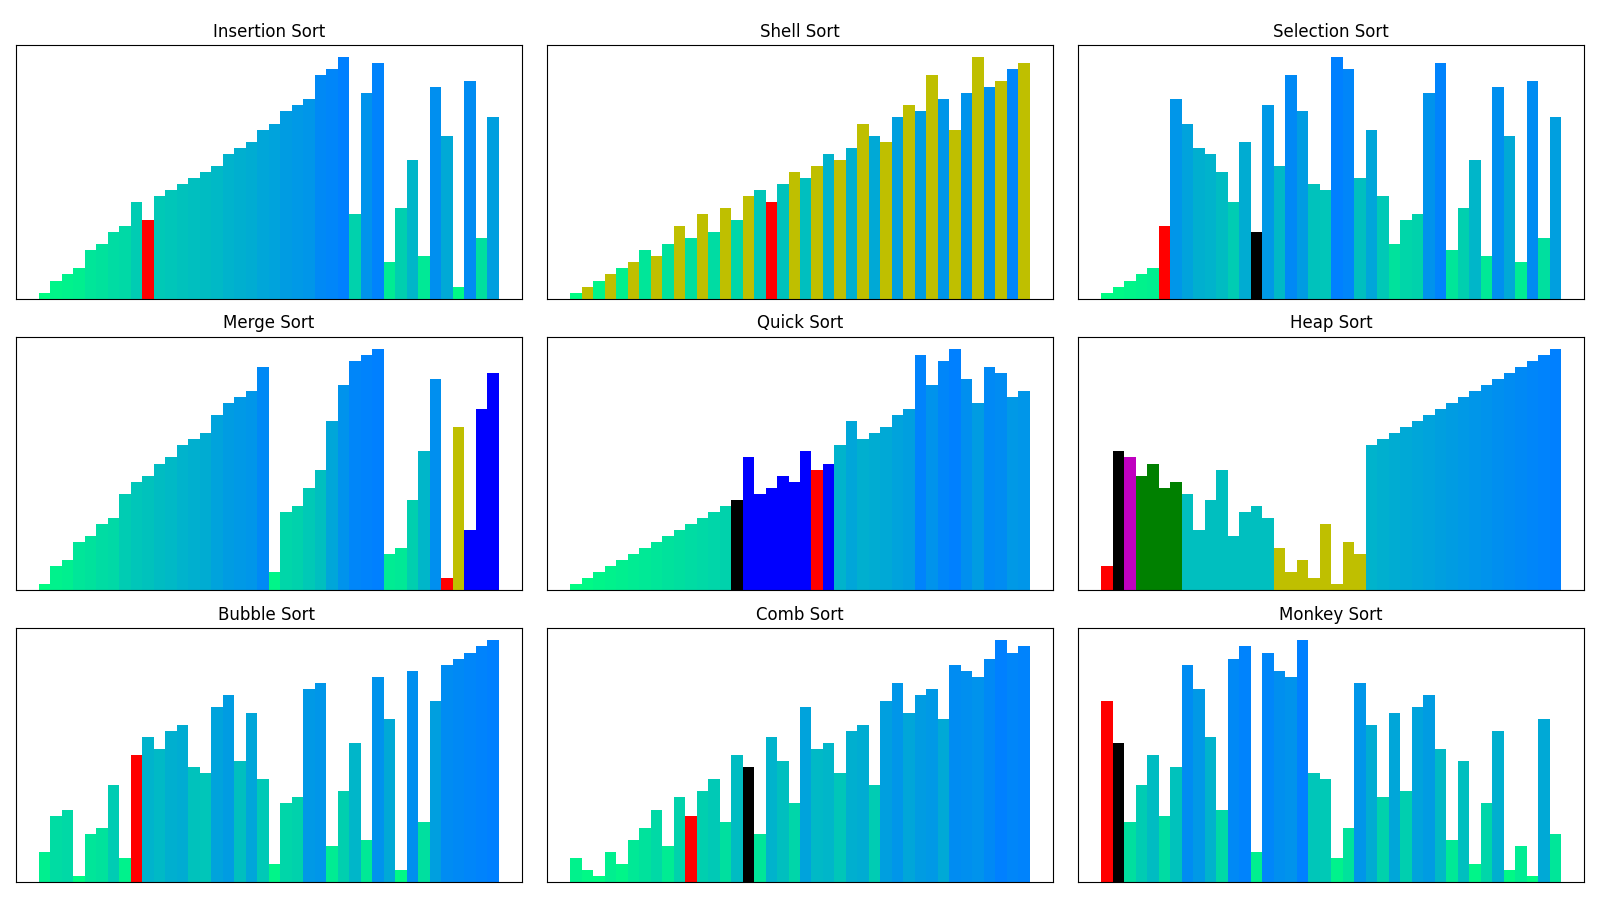 Insertion Sort
Shell Sort
Selection Sort
Merge Sort
Quick Sort
Heap Sort
Bubble Sort
Comb Sort
Monkey Sort